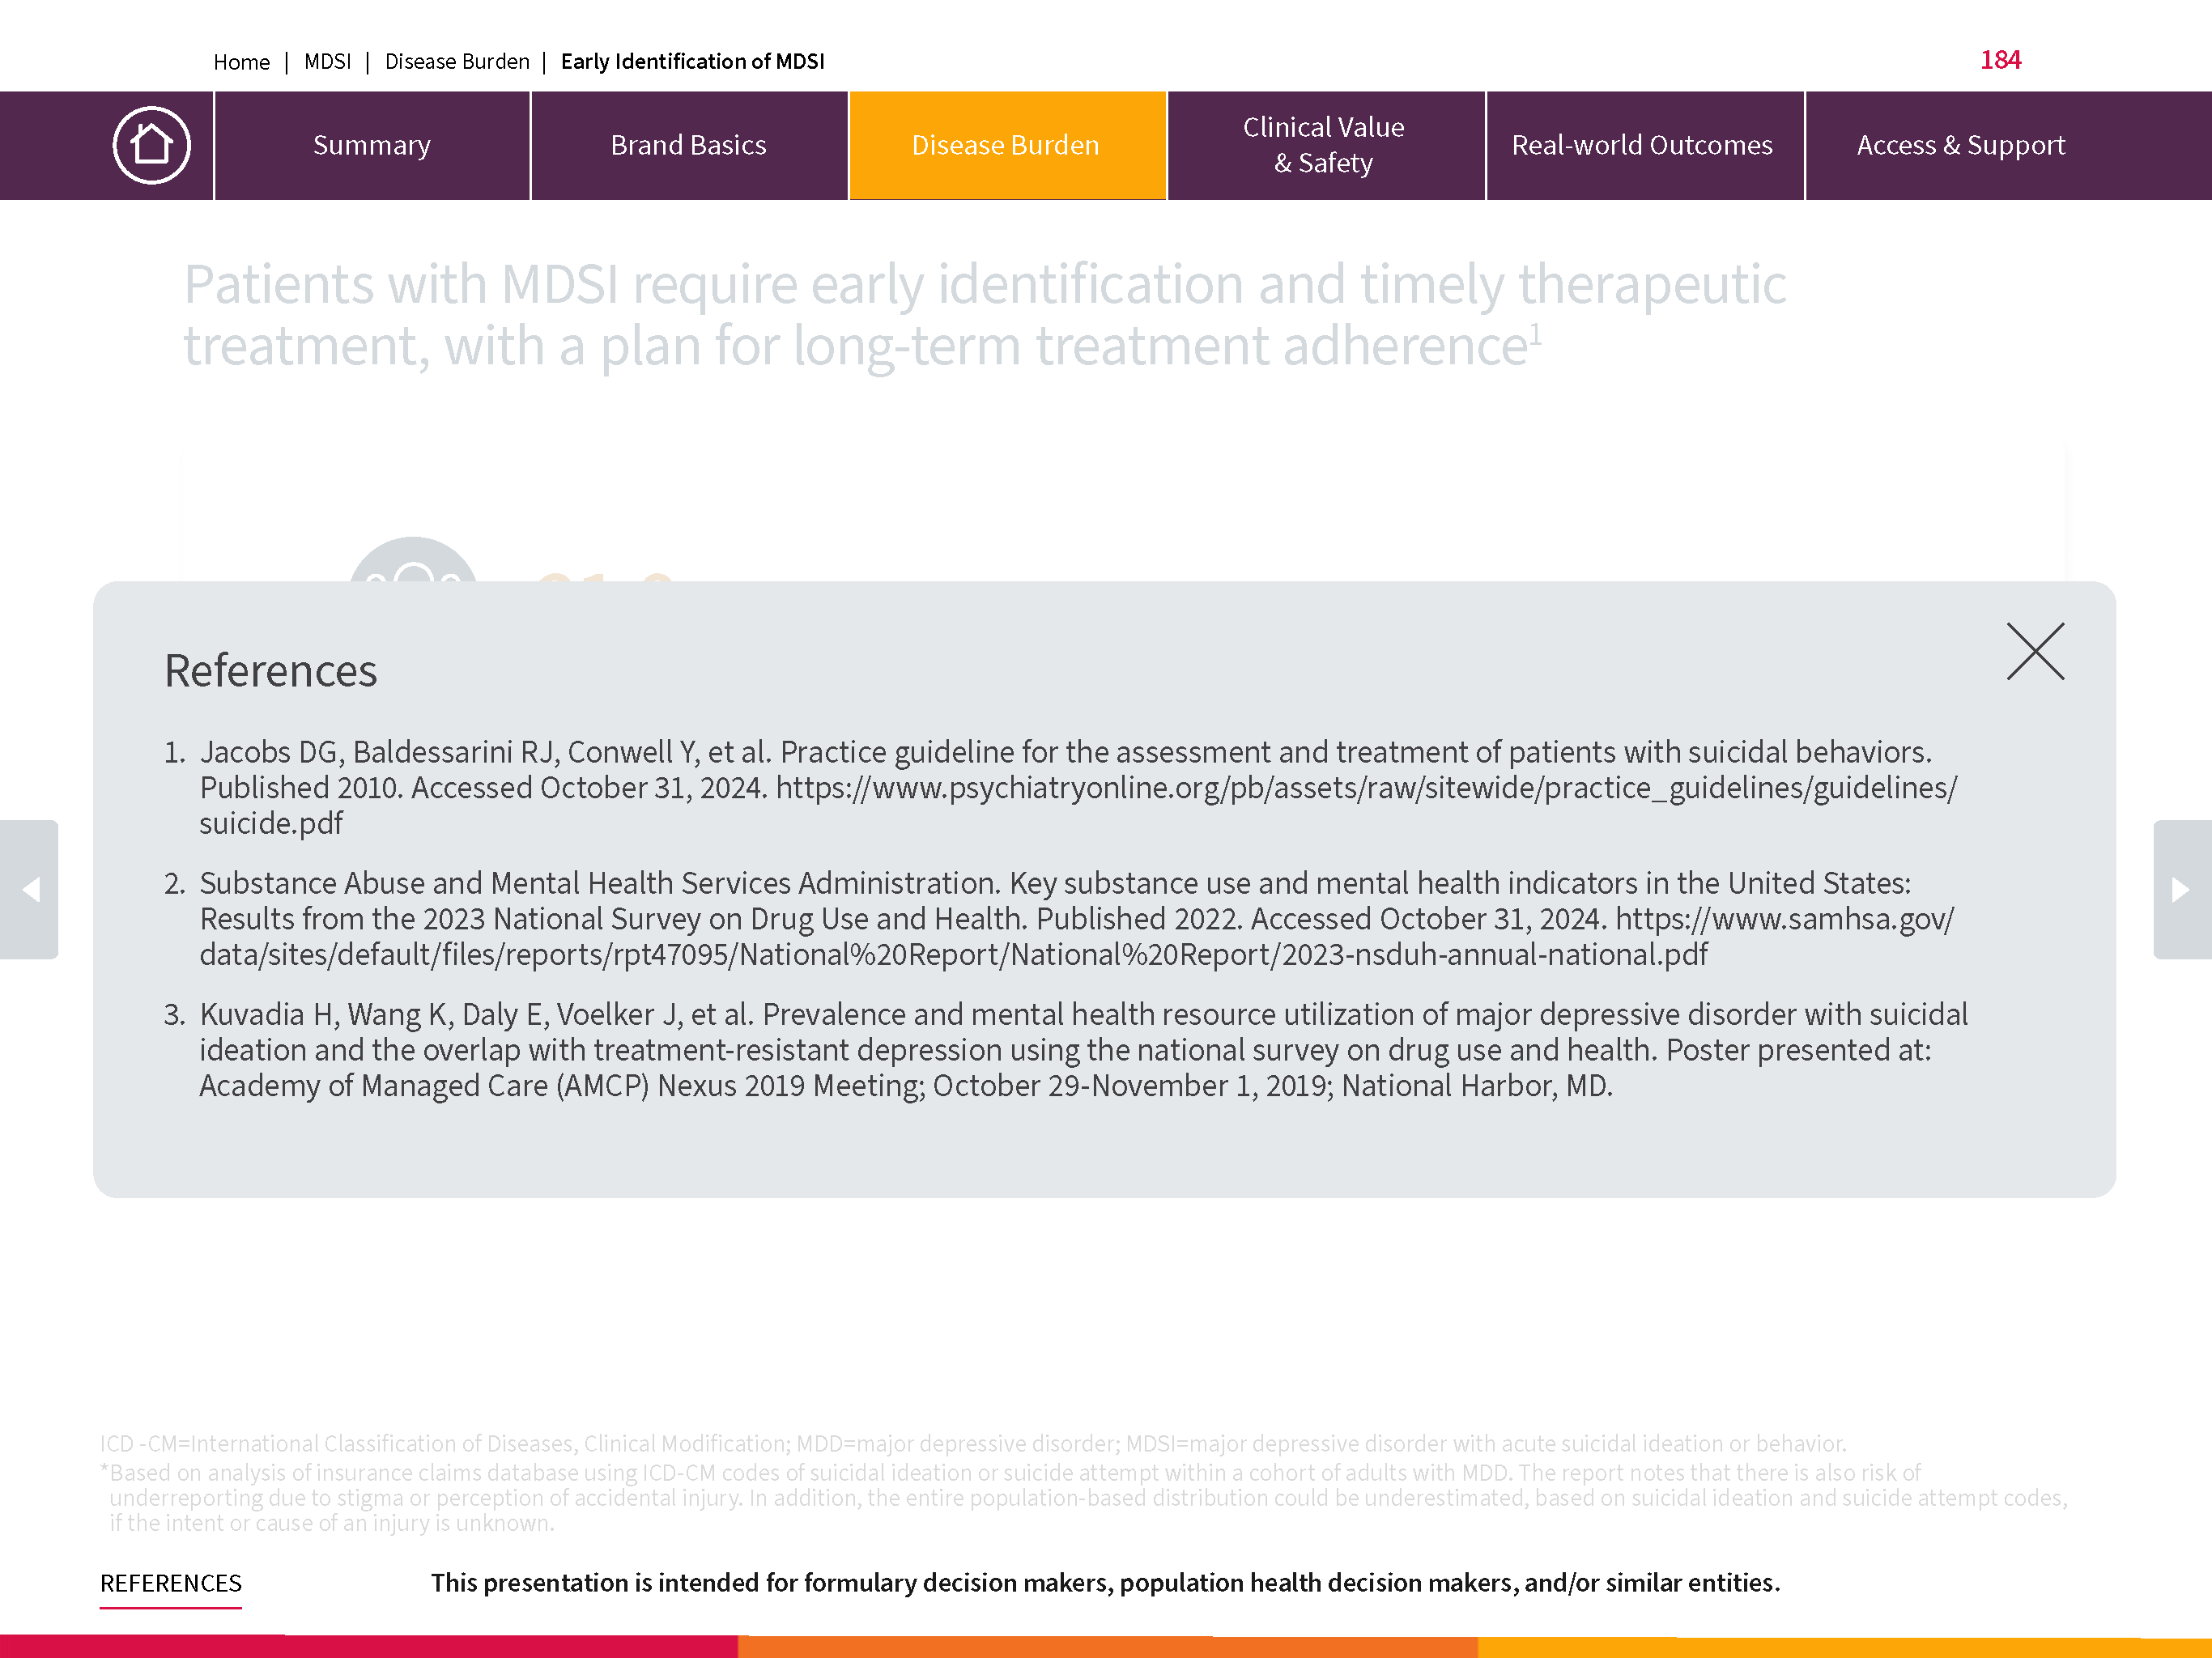 Home | MDSI | Disease Burden | Early Identification of MDSI
184
Summary
Brand Basics
Disease Burden
Clinical Value
& Safety
Real-world Outcomes
Access & Support
Patients with MDSI require early identification and timely therapeutic
treatment, with a plan for long-term treatment adherence1
References
1. Jacobs DG, Baldessarini RJ, Conwell Y, et al. Practice guideline for the assessment and treatment of patients with suicidal behaviors.
Published 2010. Accessed October 31, 2024. https://www.psychiatryonline.org/pb/assets/raw/sitewide/practice_guidelines/guidelines/
suicide.pdf
2. Substance Abuse and Mental Health Services Administration. Key substance use and mental health indicators in the United States:
Results from the 2023 National Survey on Drug Use and Health. Published 2022. Accessed October 31, 2024. https://www.samhsa.gov/
data/sites/default/files/reports/rpt47095/National%20Report/National%20Report/2023-nsduh-annual-national.pdf
3. Kuvadia H, Wang K, Daly E, Voelker J, et al. Prevalence and mental health resource utilization of major depressive disorder with suicidal
ideation and the overlap with treatment-resistant depression using the national survey on drug use and health. Poster presented at:
Academy of Managed Care (AMCP) Nexus 2019 Meeting; October 29-November 1, 2019; National Harbor, MD.
ICD -CM=International Classification of Diseases, Clinical Modification; MDD=major depressive disorder; MDSI=major depressive disorder with acute suicidal ideation or behavior.
*Based on analysis of insurance claims database using ICD-CM codes of suicidal ideation or suicide attempt within a cohort of adults with MDD. The report notes that there is also risk of
underreporting due to stigma or perception of accidental injury. In addition, the entire population-based distribution could be underestimated, based on suicidal ideation and suicide attempt codes,
if the intent or cause of an injury is unknown.
REFERENCES
This presentation is intended for formulary decision makers, population health decision makers, and/or similar entities.